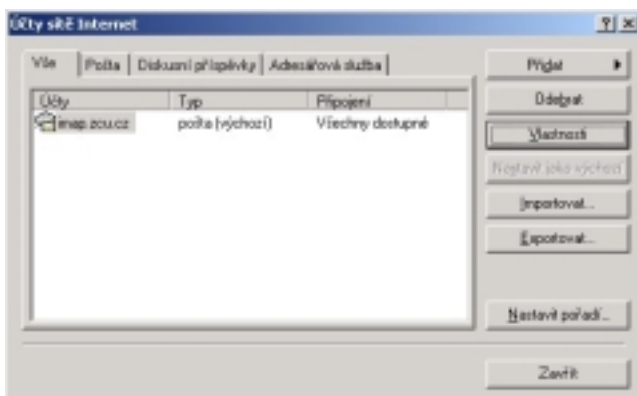 Účty sítě Internet
Vše
Pošta
Diskusní příspěvky
Adresářová služba
Účty
Typ
Připojení
imap.zcu.cz
pošta (výchozí)
Všechny dostupné
Přidat
Odebrat
Vlastnosti
Nastavit jako výchozí
Importovat...
Exportovat...
Nastavit pořadí...
Zavřít